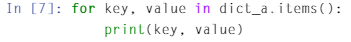 In [7]: for key, value in dict_a.items():
            print(key, value)